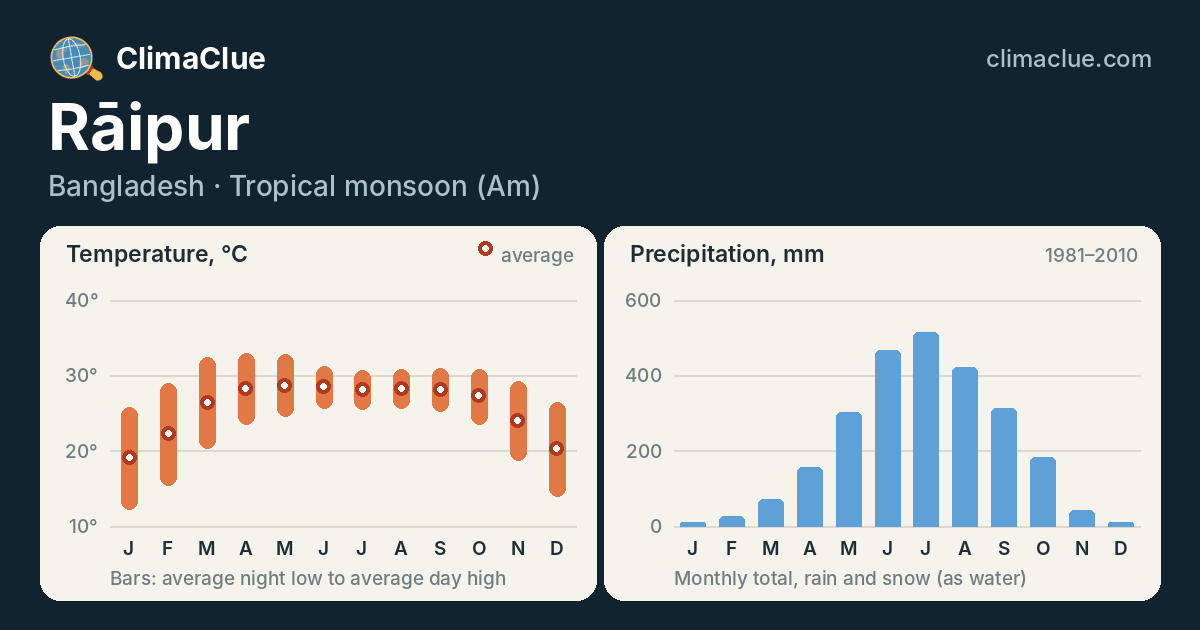 ClimaClue
climaclue.com
Rāipur
Bangladesh · Tropical monsoon (Am)
Temperature, °C
average
40°
30°
20°
10°
J F M A M J J A S O N D
Bars: average night low to average day high
Precipitation, mm
1981–2010
600
400
200
0
J F M A M J J A S O N D
Monthly total, rain and snow (as water)